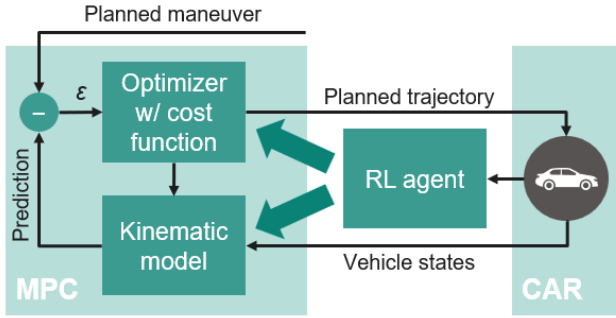 Planned maneuver
ε
Optimizer
w/ cost
function
Planned trajectory
–
RL agent
Prediction
Kinematic
model
Vehicle states
MPC
CAR